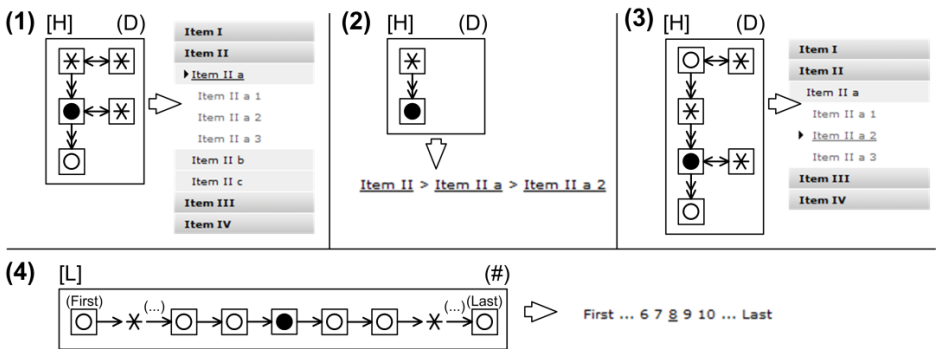 (1) [H] (D)
Item I
Item II
Item II a
Item II a 1
Item II a 2
Item II a 3
Item II b
Item II c
Item III
Item IV
(2) [H] (D)
Item II > Item II a > Item II a 2
(3) [H] (D)
Item I
Item II
Item II a
Item II a 1
Item II a 2
Item II a 3
Item III
Item IV
(4) [L] (#)
(First) (...) (...) (Last)
First ... 6 7 8 9 10 ... Last